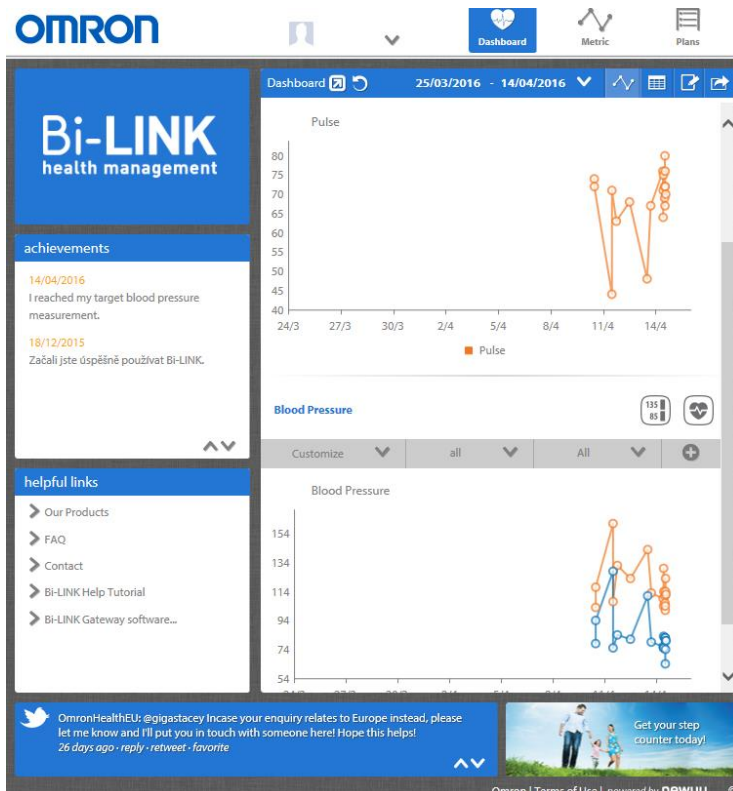 OMRON
Dashboard
Metric
Plans
Dashboard
25/03/2016 - 14/04/2016
Bi-LINK
health management
achievements
14/04/2016
I reached my target blood pressure
measurement.
18/12/2015
Začali jste úspěšně používat Bi-LINK.
helpful links
Our Products
FAQ
Contact
Bi-LINK Help Tutorial
Bi-LINK Gateway software...
Pulse
80
75
70
65
60
55
50
45
40
24/3 27/3 30/3 2/4 5/4 8/4 11/4 14/4
Pulse
Blood Pressure
135
85
Customize
all
All
Blood Pressure
154
134
114
94
74
54
OmronHealthEU: @gigastacey Incase your enquiry relates to Europe instead, please
let me know and I'll put you in touch with someone here! Hope this helps!
26 days ago · reply · retweet · favorite
Get your step
counter today!
Omron | Terms of Use | powered by